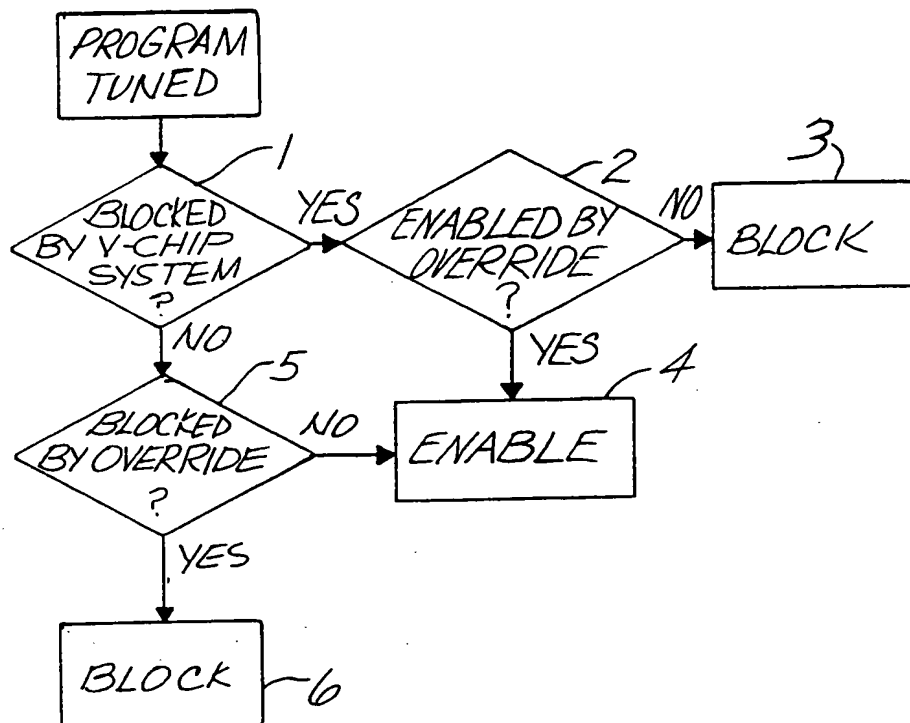 PROGRAM
TUNED
1
BLOCKED
BY V-CHIP
SYSTEM
?
YES
2
ENABLED BY
OVERRIDE
?
NO
3
BLOCK
NO
YES
5
BLOCKED
BY OVERRIDE
?
NO
4
ENABLE
YES
BLOCK
6